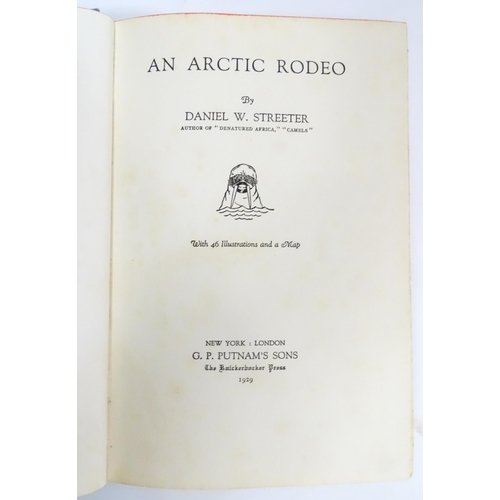 AN ARCTIC RODEO
By
DANIEL W. STREETER
AUTHOR OF "DENATURED AFRICA," "CAMELS"
With 46 Illustrations and a Map
NEW YORK : LONDON
G. P. PUTNAM'S SONS
The Knickerbocker Press
1929